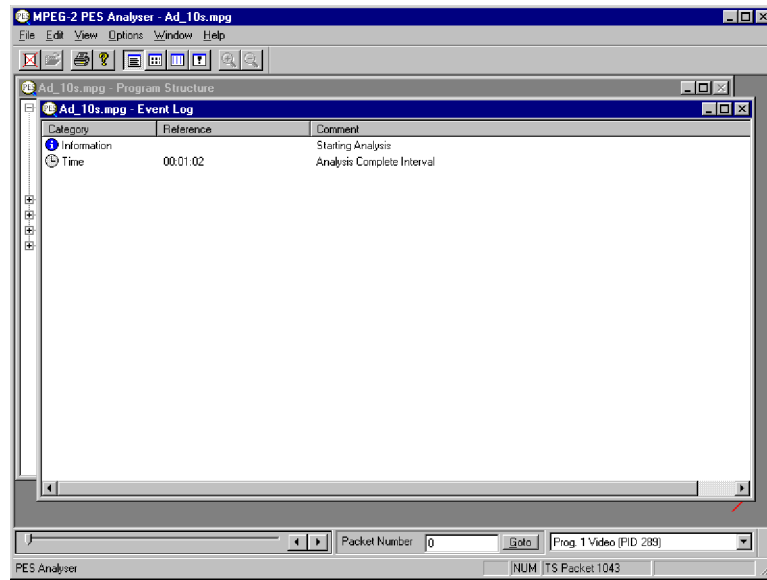 MPEG-2 PES Analyser - Ad_10s.mpg
File Edit View Options Window Help
Ad_10s.mpg - Program Structure
Ad_10s.mpg - Event Log
Category Reference Comment
Information Starting Analysis
Time 00:01:02 Analysis Complete Interval
Packet Number 0 Goto Prog. 1 Video (PID 289)
PES Analyser NUM TS Packet 1043